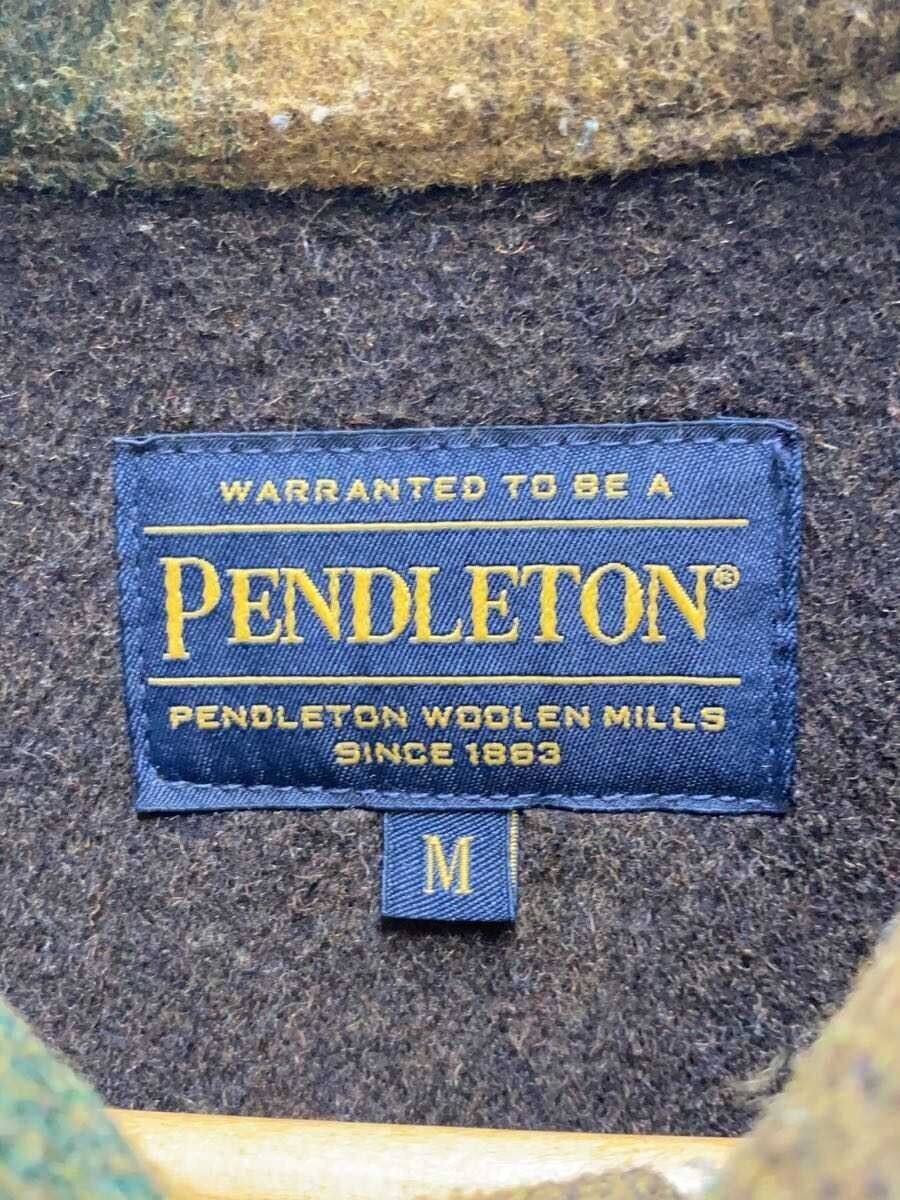 WARRANTED TO BE A
PENDLETON®
PENDLETON WOOLEN MILLS
SINCE 1863
M